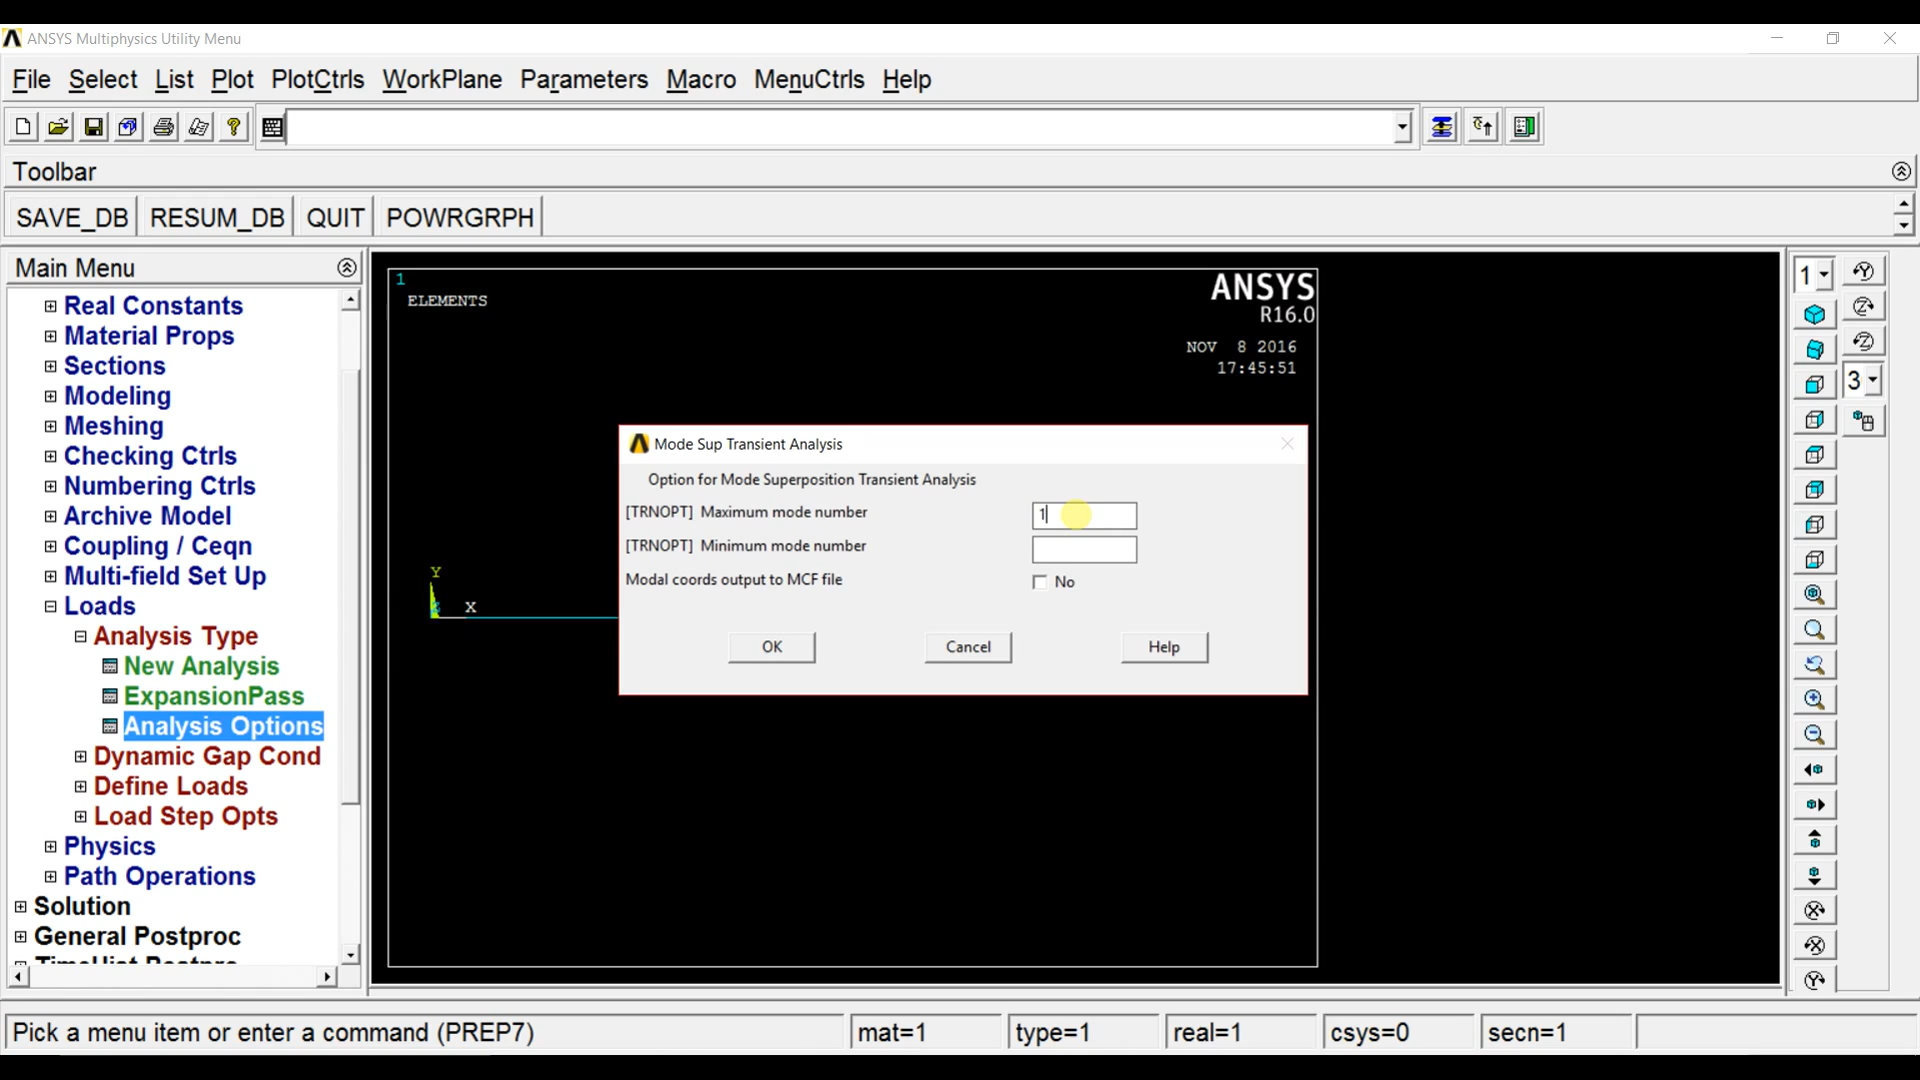 ANSYS Multiphysics Utility Menu
File Select List Plot PlotCtrls WorkPlane Parameters Macro MenuCtrls Help
Toolbar
SAVE_DB RESUM_DB QUIT POWRGRPH
Main Menu
Real Constants
Material Props
Sections
Modeling
Meshing
Checking Ctrls
Numbering Ctrls
Archive Model
Coupling / Ceqn
Multi-field Set Up
Loads
Analysis Type
New Analysis
ExpansionPass
Analysis Options
Dynamic Gap Cond
Define Loads
Load Step Opts
Physics
Path Operations
Solution
General Postproc
1
ELEMENTS
ANSYS
R16.0
NOV 8 2016
17:45:51
Y
X
Mode Sup Transient Analysis
Option for Mode Superposition Transient Analysis
[TRNOPT] Maximum mode number 1
[TRNOPT] Minimum mode number
Modal coords output to MCF file No
OK Cancel Help
1
3
Pick a menu item or enter a command (PREP7) mat=1 type=1 real=1 csys=0 secn=1